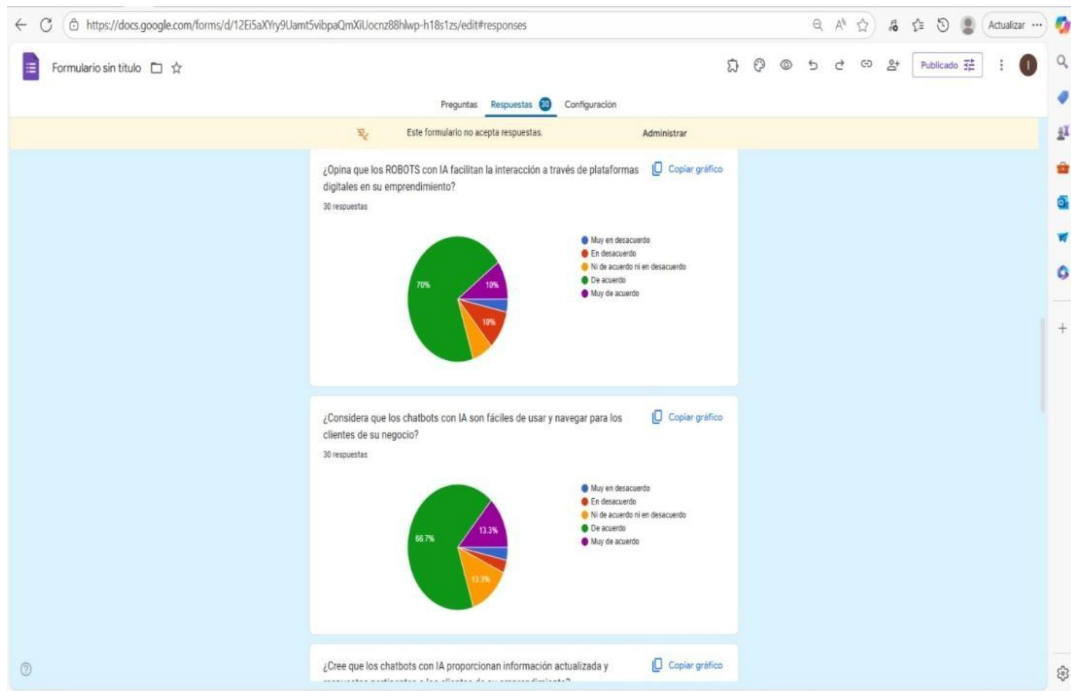 https://docs.google.com/forms/d/12Ei5aXYry9Uamt5vibpaQmXiUocnz88hlwp-h18s1zs/edit#responses
Actualizar
Formulario sin título
Publicado
I
Preguntas Respuestas 30 Configuración
Este formulario no acepta respuestas. Administrar
¿Opina que los ROBOTS con IA facilitan la interacción a través de plataformas digitales en su emprendimiento?
Copiar gráfico
30 respuestas
70%
10%
10%
Muy en desacuerdo
En desacuerdo
Ni de acuerdo ni en desacuerdo
De acuerdo
Muy de acuerdo
¿Considera que los chatbots con IA son fáciles de usar y navegar para los clientes de su negocio?
Copiar gráfico
30 respuestas
66.7%
13.3%
13.3%
Muy en desacuerdo
En desacuerdo
Ni de acuerdo ni en desacuerdo
De acuerdo
Muy de acuerdo
¿Cree que los chatbots con IA proporcionan información actualizada y
Copiar gráfico